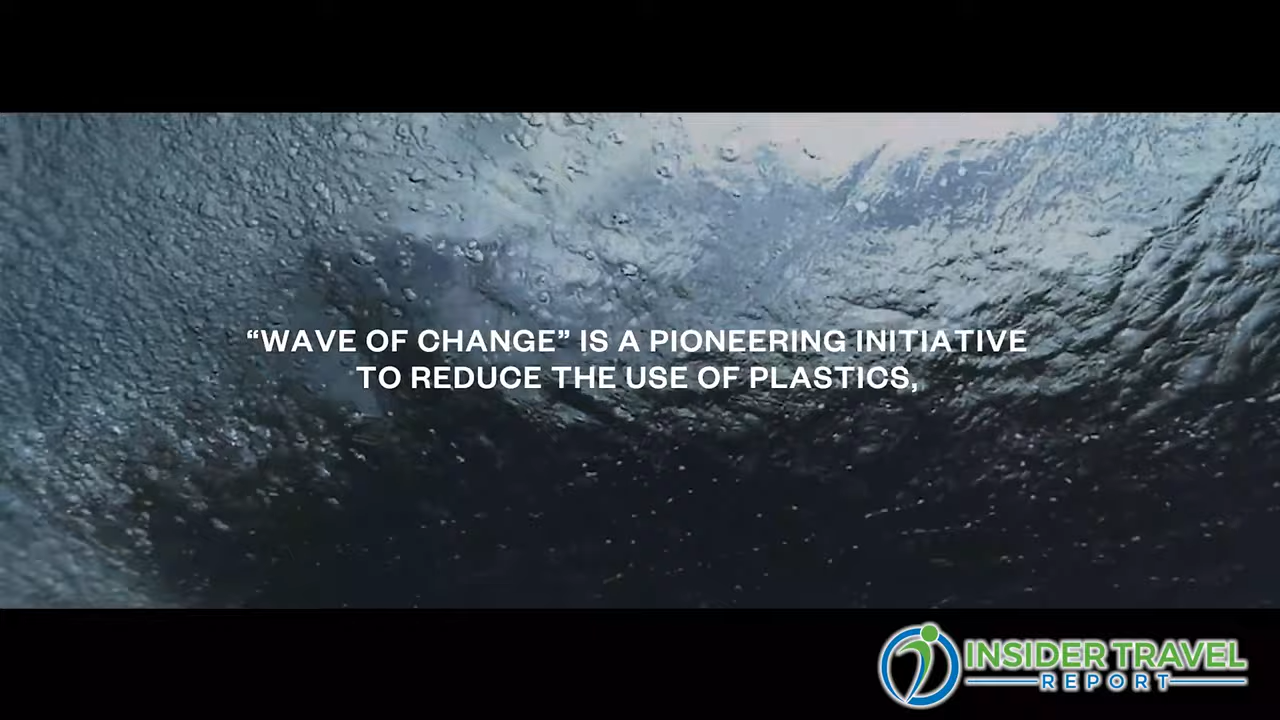 “WAVE OF CHANGE” IS A PIONEERING INITIATIVE
TO REDUCE THE USE OF PLASTICS,
INSIDER TRAVEL
REPORT